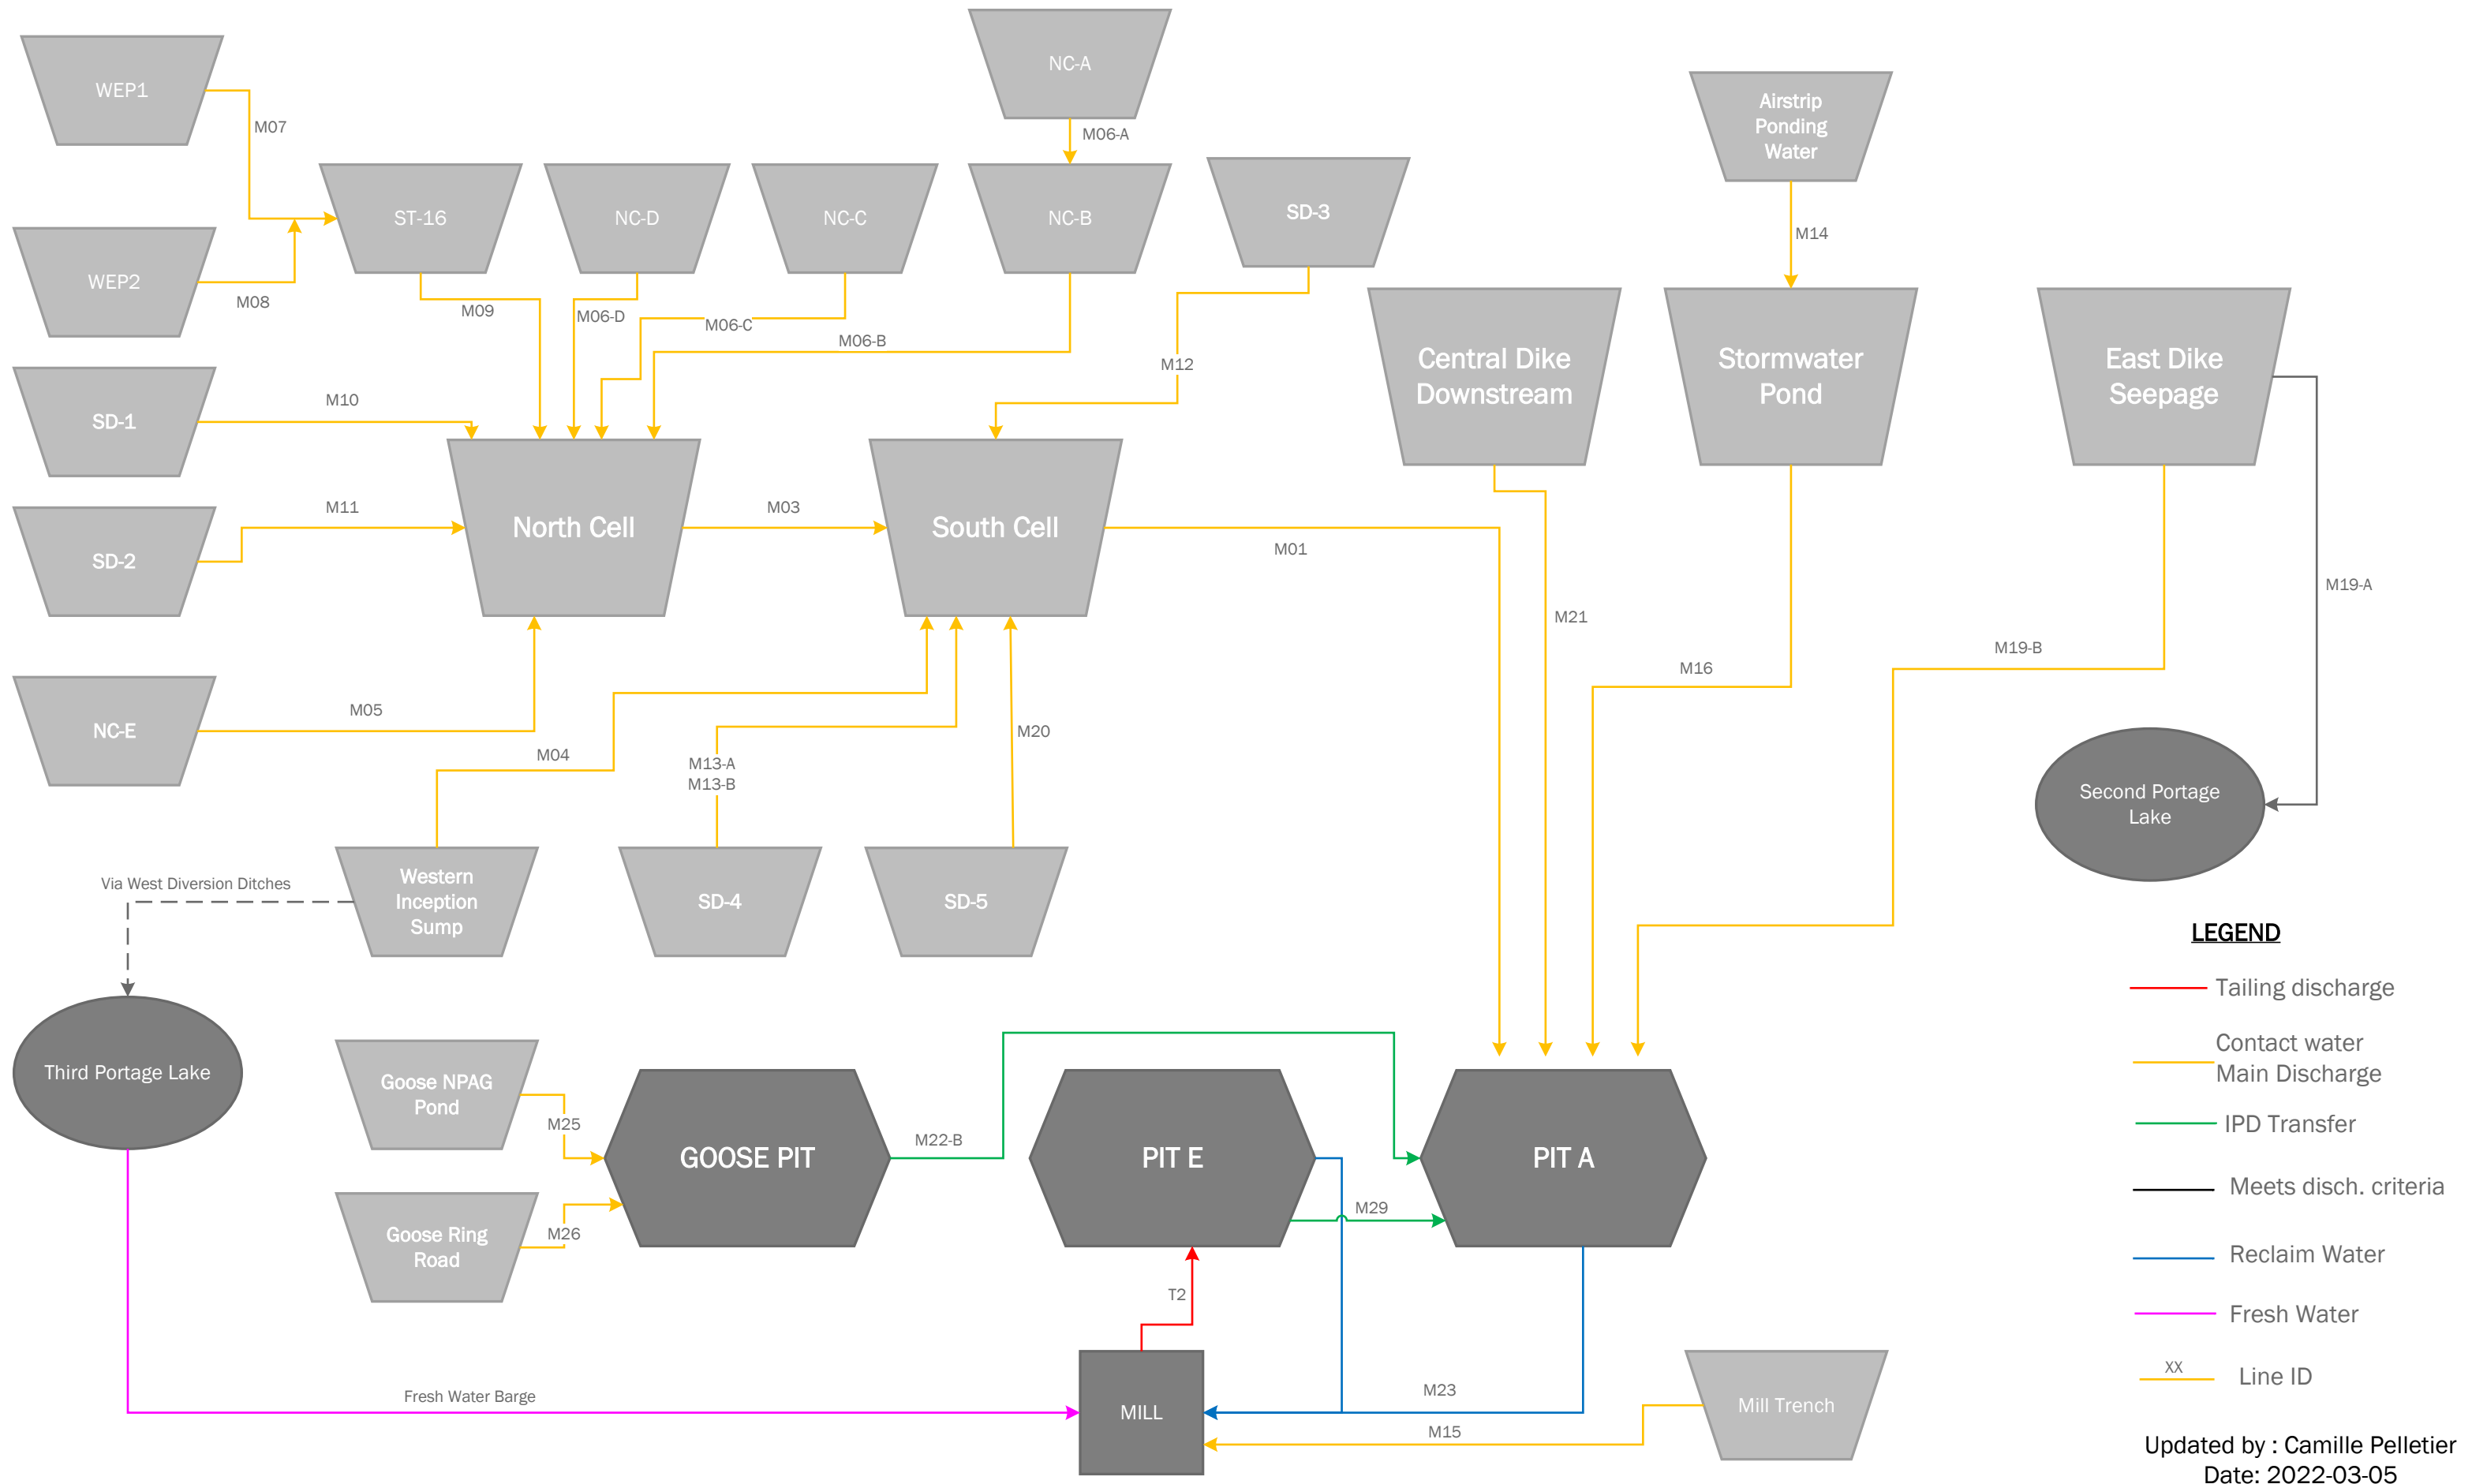 NC-A
WEP1
Airstrip
Ponding
Water
M07
M06-A
ST-16
NC-D
NC-C
NC-B
SD-3
M14
WEP2
M08
M09
M06-D
M06-C
M06-B
M12
Central Dike
Downstream
Stormwater
Pond
East Dike
Seepage
SD-1
M10
SD-2
M11
North Cell
M03
South Cell
M01
M21
M19-A
M16
M19-B
NC-E
M05
M04
M13-A
M13-B
M20
Second Portage
Lake
Via West Diversion Ditches
Western
Inception
Sump
SD-4
SD-5
LEGEND
Tailing discharge
Contact water
Main Discharge
IPD Transfer
Meets disch. criteria
Reclaim Water
Fresh Water
XX
Line ID
Third Portage Lake
Goose NPAG
Pond
M25
GOOSE PIT
M22-B
PIT E
PIT A
M29
Goose Ring
Road
M26
T2
Fresh Water Barge
MILL
M23
M15
Mill Trench
Updated by : Camille Pelletier
Date: 2022-03-05